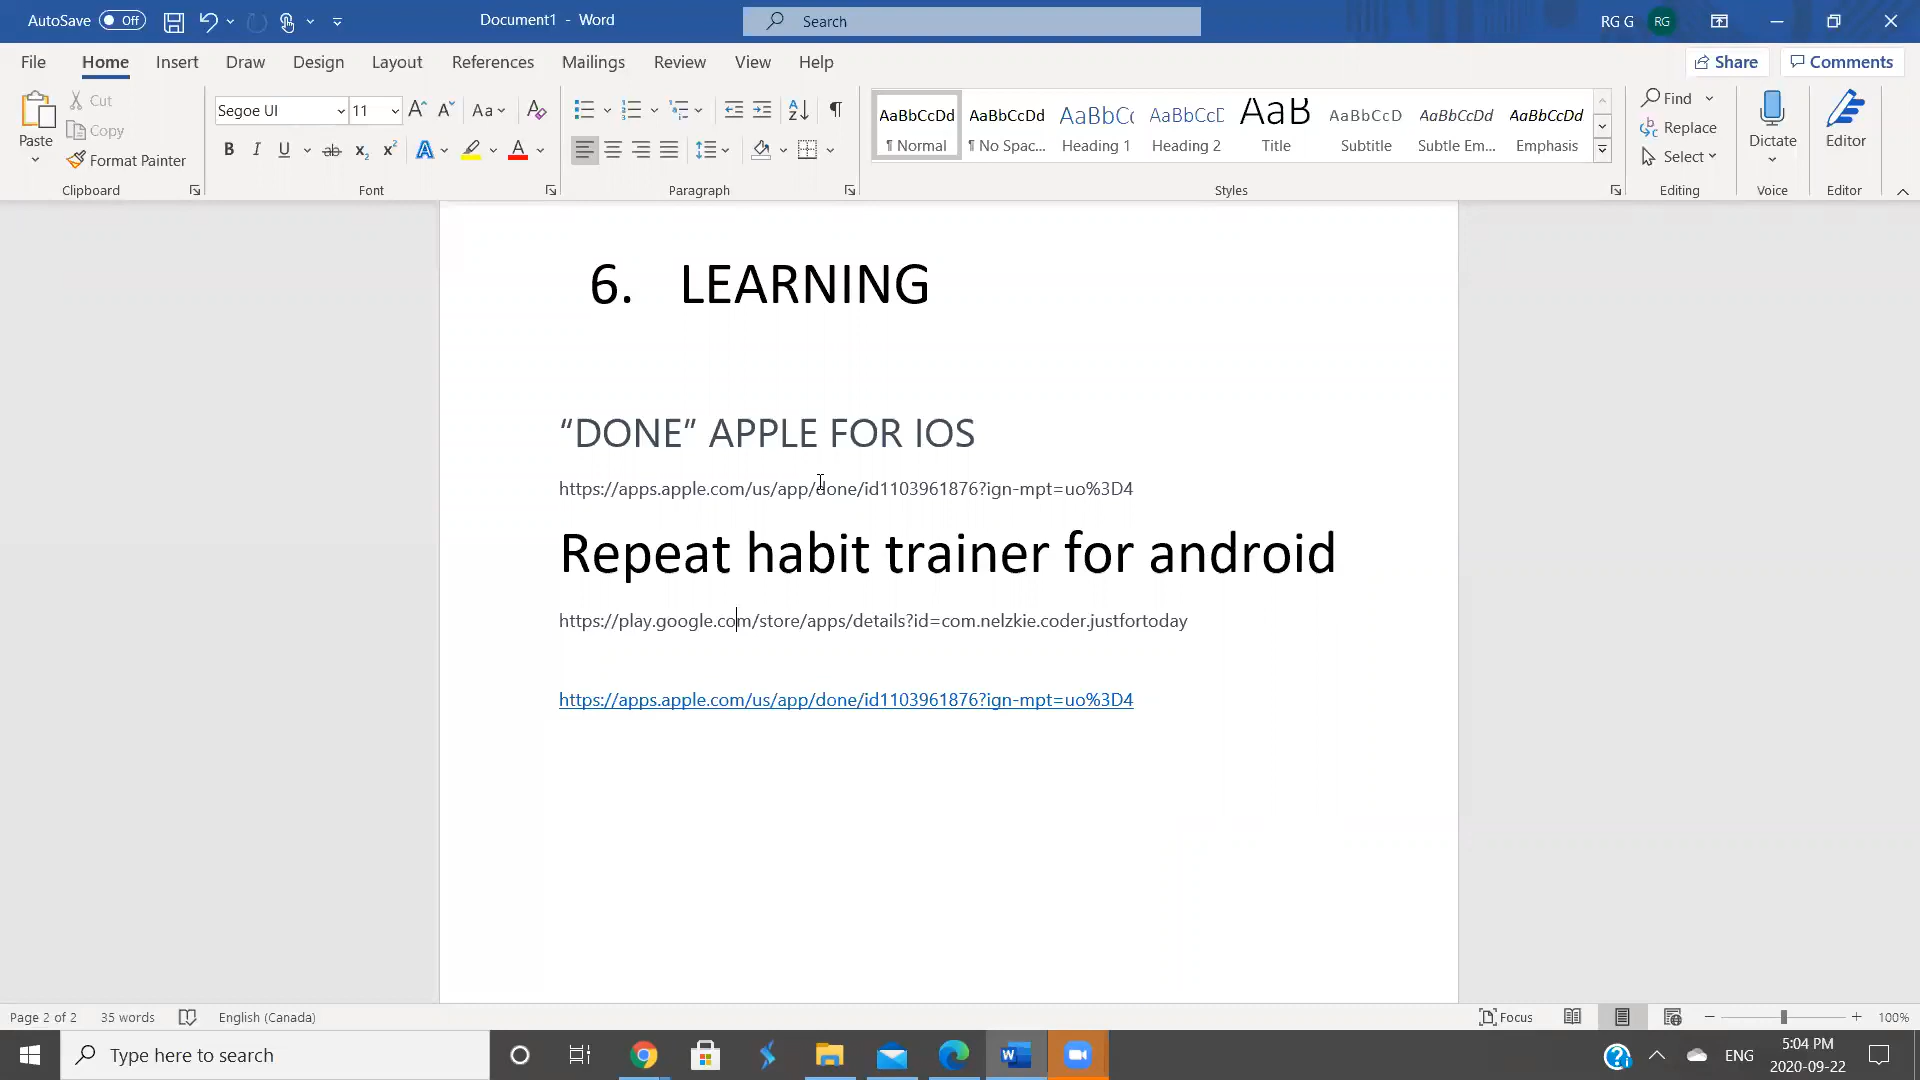 AutoSave Off Document1 - Word Search RG G RG
File Home Insert Draw Design Layout References Mailings Review View Help Share Comments
Paste Cut Copy Format Painter Clipboard
Segoe UI 11 Aa Font
B I U ab x₂ x² A A
Paragraph
AaBbCcDd AaBbCcDd AaBbCc AaBbCcD AaB AaBbCcD AaBbCcDd AaBbCcDd
¶ Normal ¶ No Spac... Heading 1 Heading 2 Title Subtitle Subtle Em... Emphasis
Styles
Find Replace Select Editing
Dictate Voice
Editor Editor
6. LEARNING
“DONE” APPLE FOR IOS
https://apps.apple.com/us/app/done/id1103961876?ign-mpt=uo%3D4
Repeat habit trainer for android
https://play.google.com/store/apps/details?id=com.nelzkie.coder.justfortoday
https://apps.apple.com/us/app/done/id1103961876?ign-mpt=uo%3D4
Page 2 of 2 35 words English (Canada) Focus 100%
Type here to search ENG 5:04 PM
2020-09-22